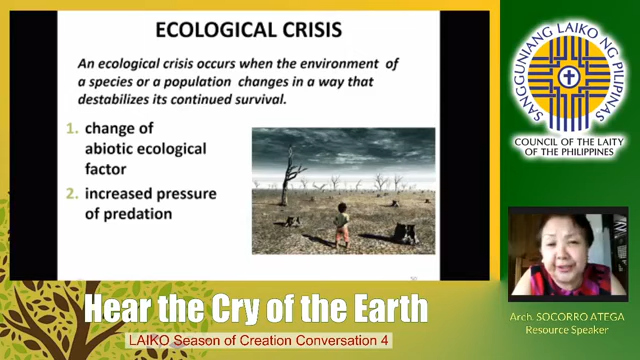 ECOLOGICAL CRISIS
An ecological crisis occurs when the environment of
a species or a population changes in a way that
destabilizes its continued survival.
1. change of
abiotic ecological
factor
2. increased pressure
of predation
50
SANGGUNIANG LAIKO NG PILIPINAS
COUNCIL OF THE LAITY
OF THE PHILIPPINES
Arch. SOCORRO ATEGA
Resource Speaker
Hear the Cry of the Earth
LAIKO Season of Creation Conversation 4